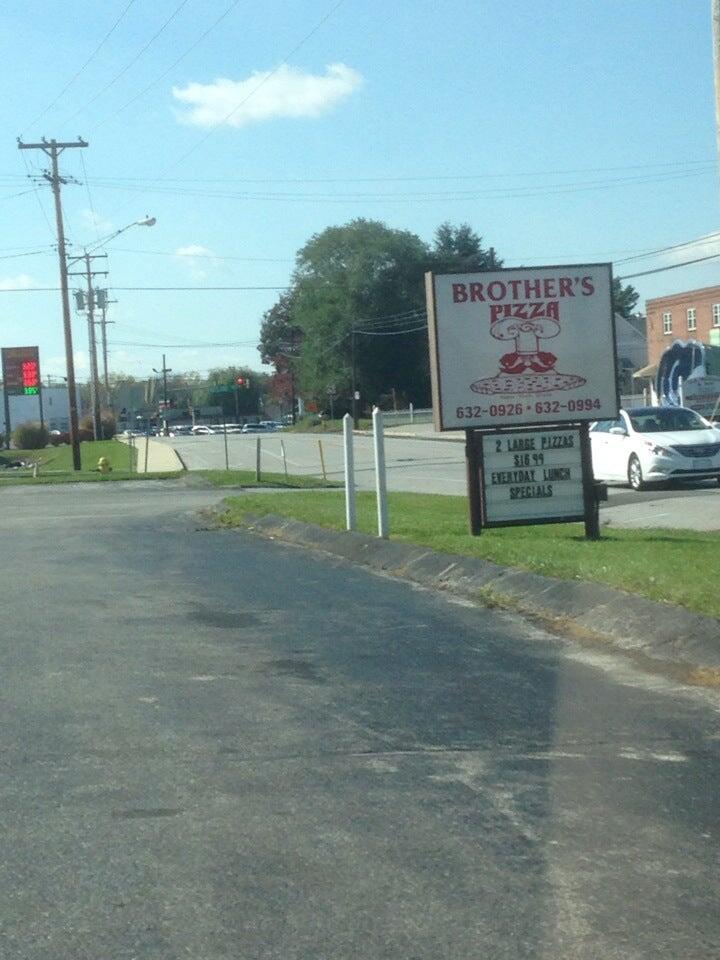 BROTHER'S
PIZZA
632-0926 • 632-0994
2 LARGE PIZZAS
$16 99
EVERYDAY LUNCH
SPECIALS